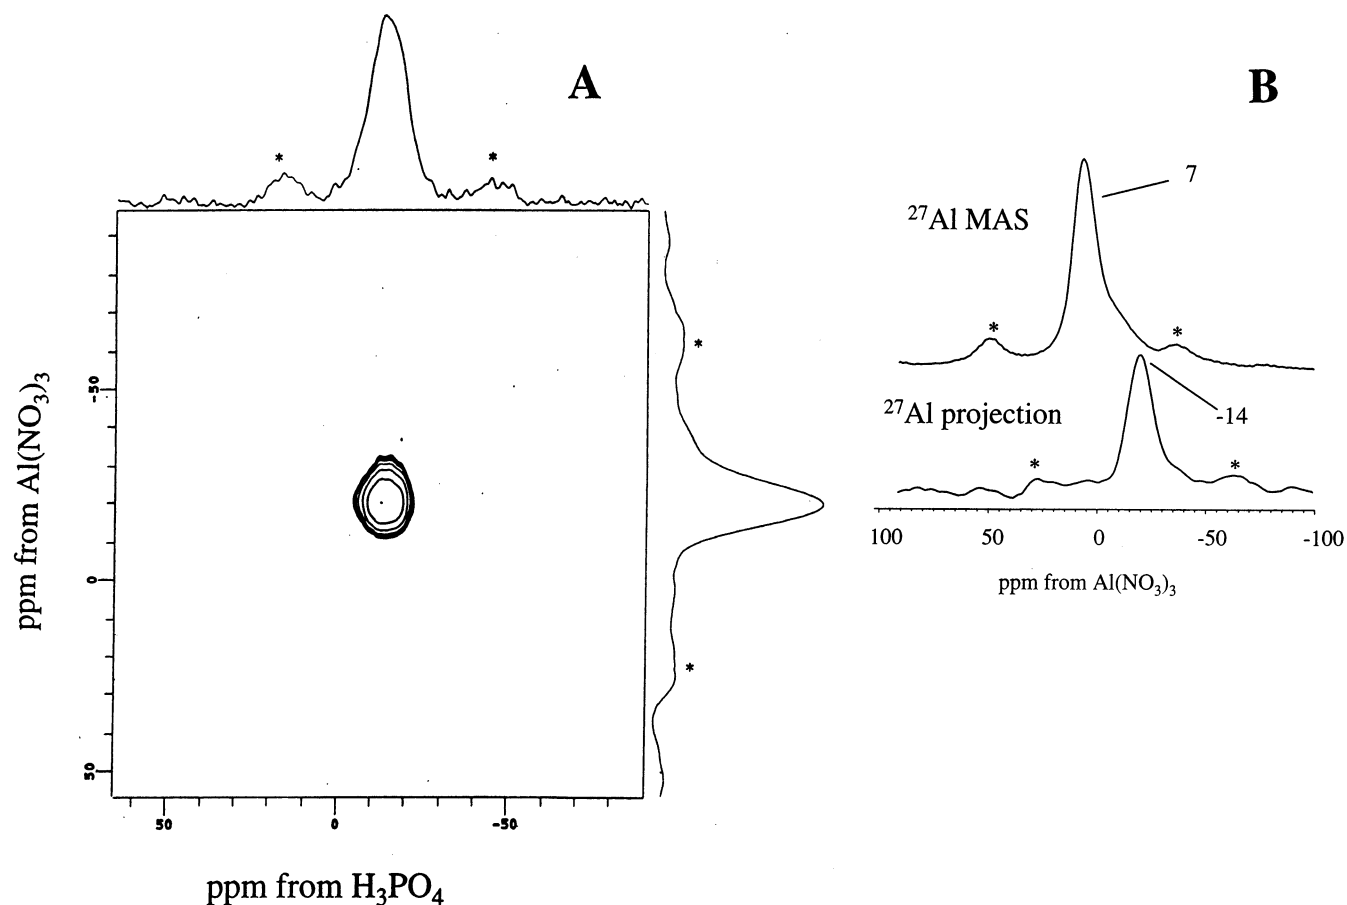 A
B
*
*
7
²⁷Al MAS
*
*
*
-50
ppm from Al(NO₃)₃
-14
²⁷Al projection
*
*
100 50 0 -50 -100
0
ppm from Al(NO₃)₃
*
50
50 0 -50
ppm from H₃PO₄